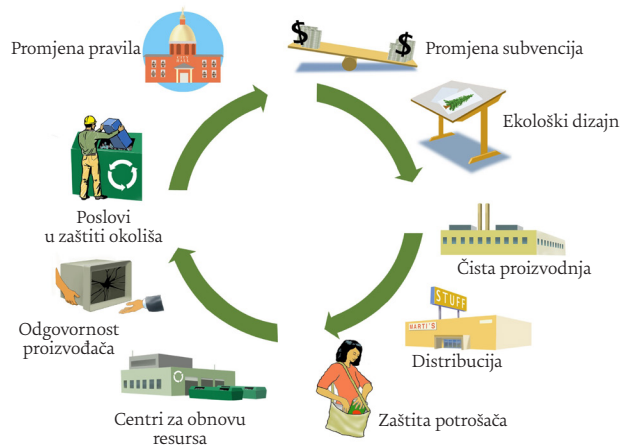 Promjena pravila
$
$
Promjena subvencija
Ekološki dizajn
Čista proizvodnja
STUFF
MARTI'S
Distribucija
Zaštita potrošača
Centri za obnovu
resursa
Odgovornost
proizvođača
Poslovi
u zaštiti okoliša